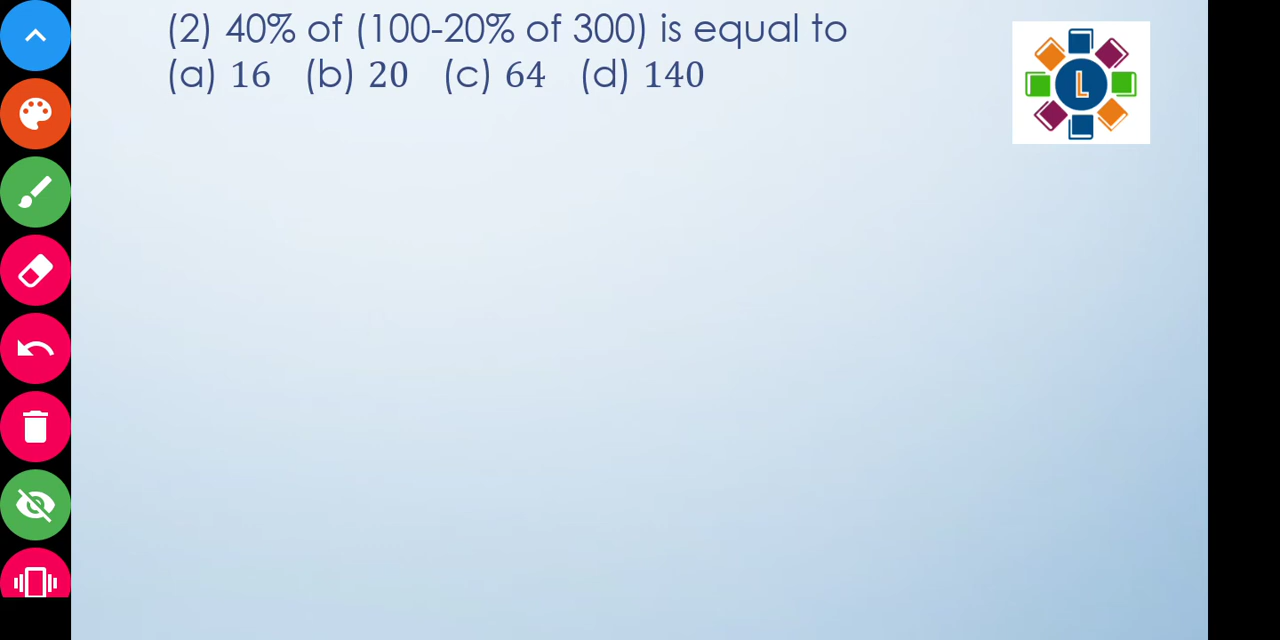 (2) 40% of (100-20% of 300) is equal to
(a) 16 (b) 20 (c) 64 (d) 140
L